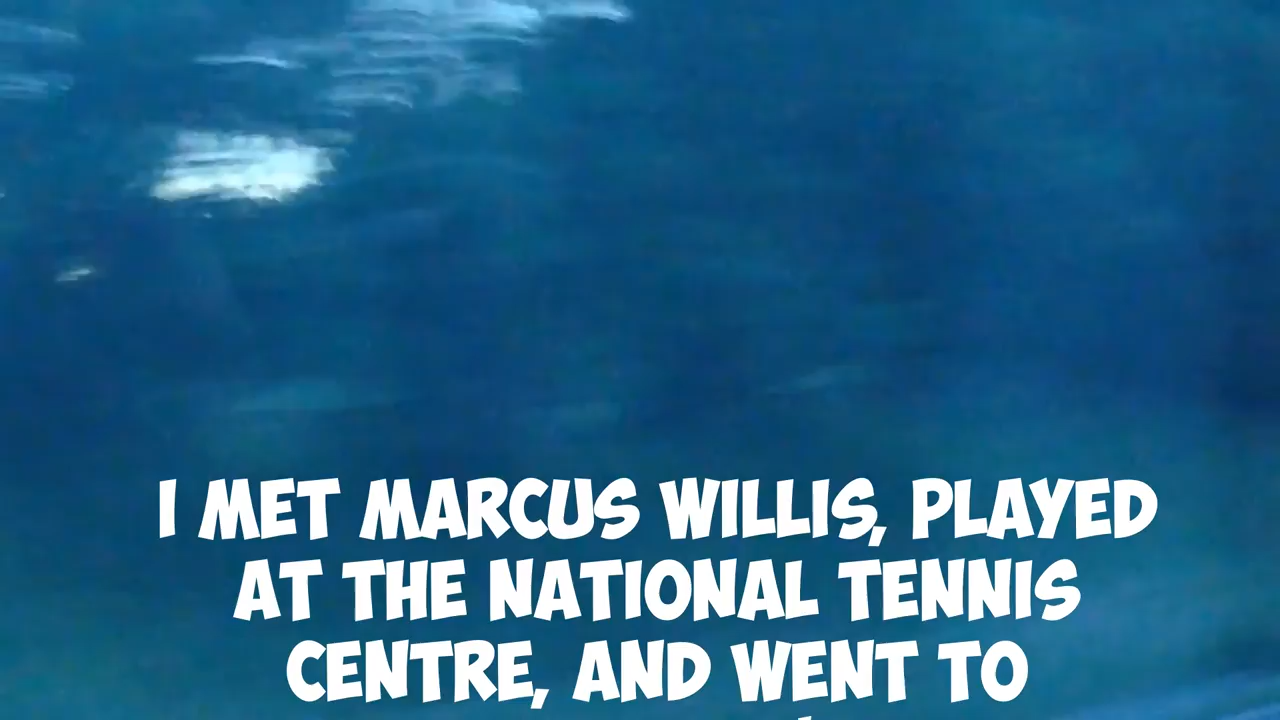 I MET MARCUS WILLIS, PLAYED
AT THE NATIONAL TENNIS
CENTRE, AND WENT TO